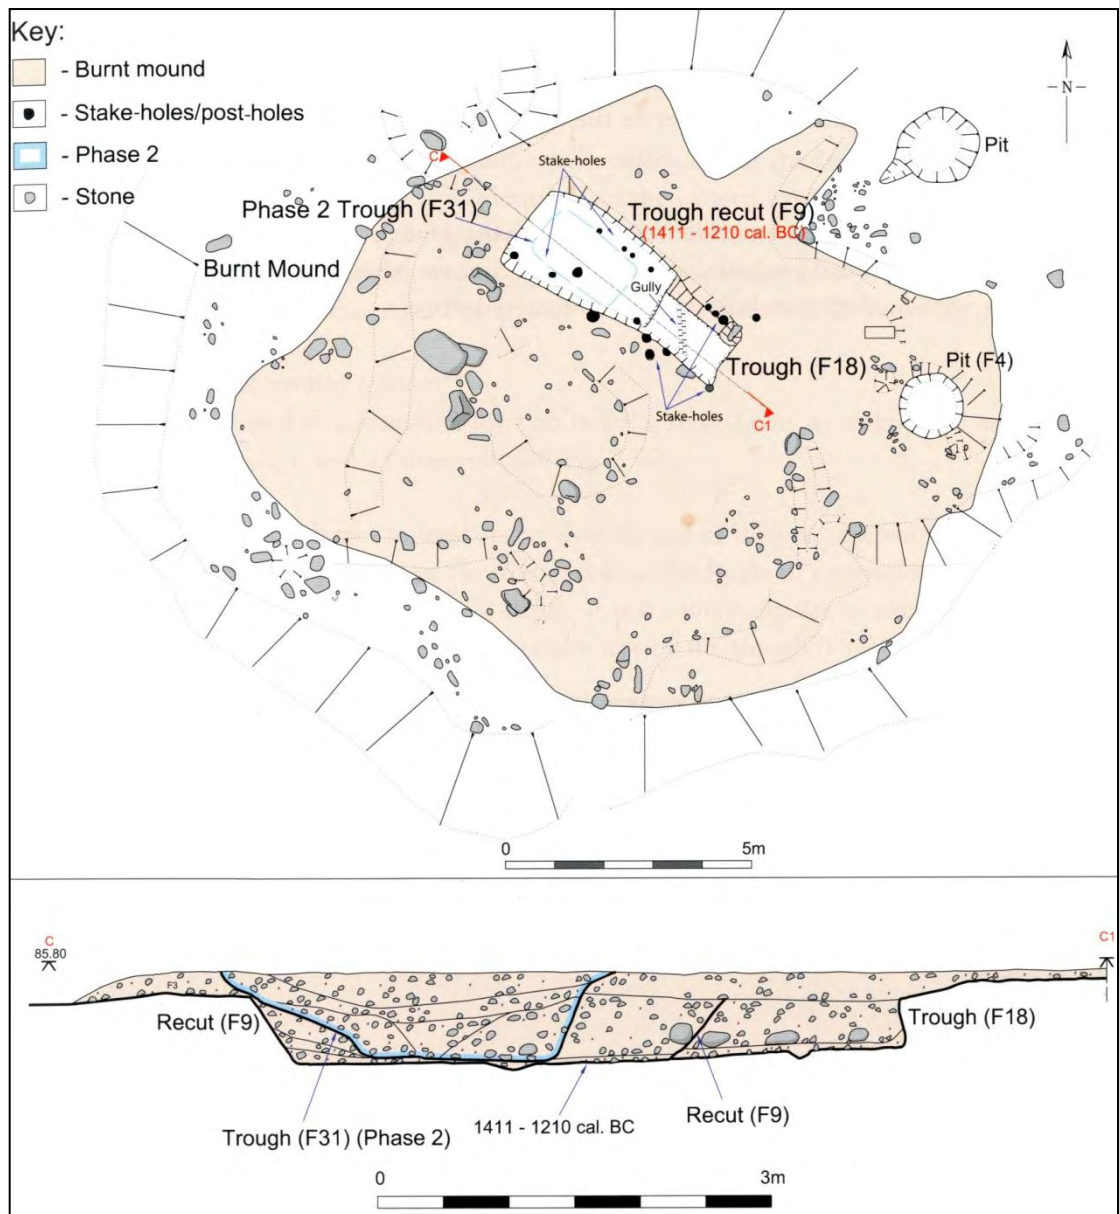 Key:
- Burnt mound
- Stake-holes/post-holes
- Phase 2
- Stone
N
Pit
C
Stake-holes
Phase 2 Trough (F31)
Trough recut (F9)
(1411 - 1210 cal. BC)
Burnt Mound
Gully
Trough (F18)
Pit (F4)
Stake-holes
C1
0 5m
C
85.80
C1
F3
Recut (F9)
Trough (F18)
Trough (F31) (Phase 2)
1411 - 1210 cal. BC
Recut (F9)
0 3m